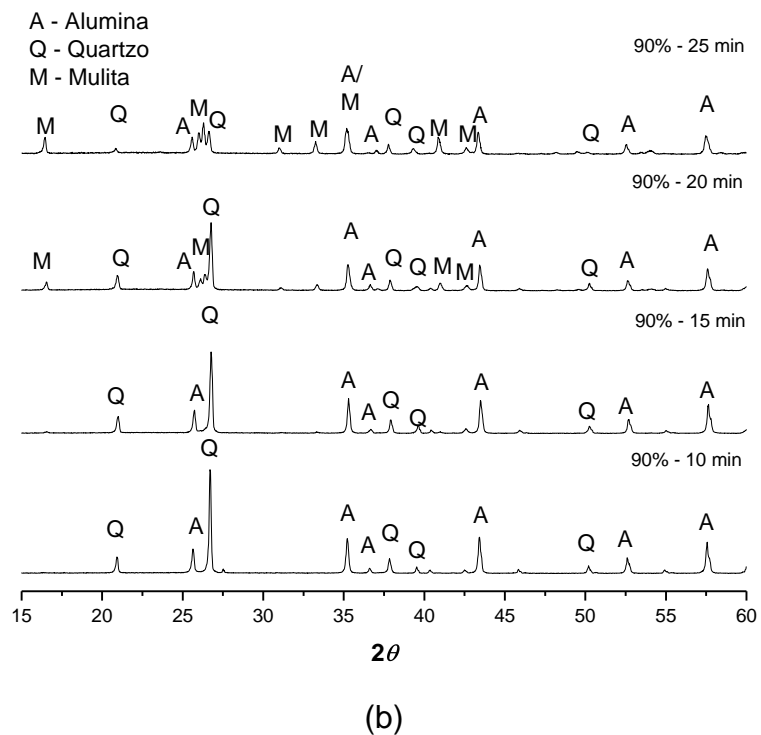 A - Alumina
Q - Quartzo
M - Mulita
90% - 25 min
M Q A M Q M M A/ M A Q Q M M A Q A A
90% - 20 min
M Q A M Q A A Q Q M M A Q A A
90% - 15 min
Q A Q A A Q Q A Q A A
90% - 10 min
Q A Q A A Q Q A Q A A
15 20 25 30 35 40 45 50 55 60
2θ
(b)